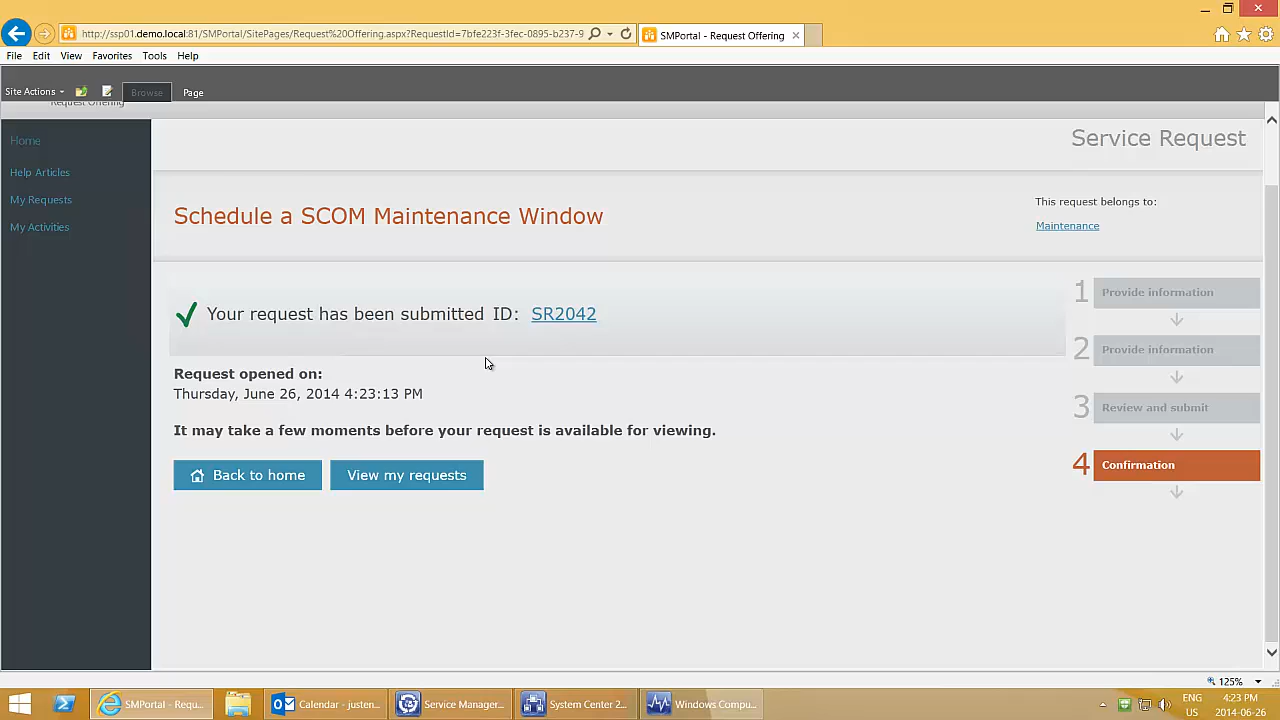 http://ssp01.demo.local:81/SMPortal/SitePages/Request%20Offering.aspx?RequestId=7bfe223f-3fec-0895-b237-9
SMPortal - Request Offering
File Edit View Favorites Tools Help
Site Actions Browse Page
Request Offering
Home
Help Articles
My Requests
My Activities
Service Request
Schedule a SCOM Maintenance Window
This request belongs to:
Maintenance
Your request has been submitted ID: SR2042
Request opened on:
Thursday, June 26, 2014 4:23:13 PM
It may take a few moments before your request is available for viewing.
Back to home
View my requests
1 Provide information
2 Provide information
3 Review and submit
4 Confirmation
125%
SMPortal - Requ...
Calendar - justen...
Service Manager...
System Center 2...
Windows Compu...
ENG
US
4:23 PM
2014-06-26